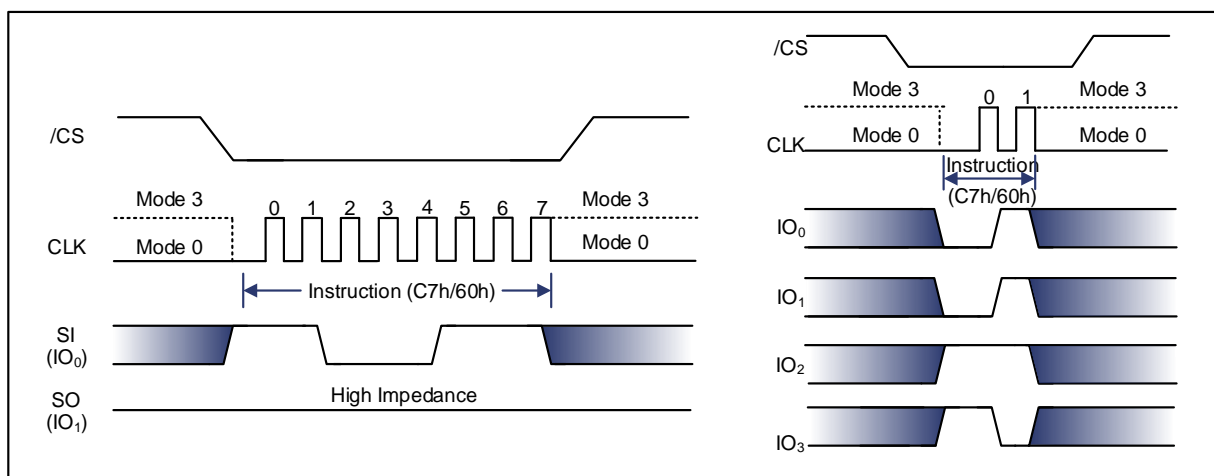 /CS
Mode 3
Mode 3
0 1 2 3 4 5 6 7
CLK
Mode 0
Mode 0
Instruction (C7h/60h)
SI
(IO0)
High Impedance
SO
(IO1)
/CS
Mode 3
0 1
Mode 3
CLK
Mode 0
Mode 0
Instruction
(C7h/60h)
IO0
IO1
IO2
IO3